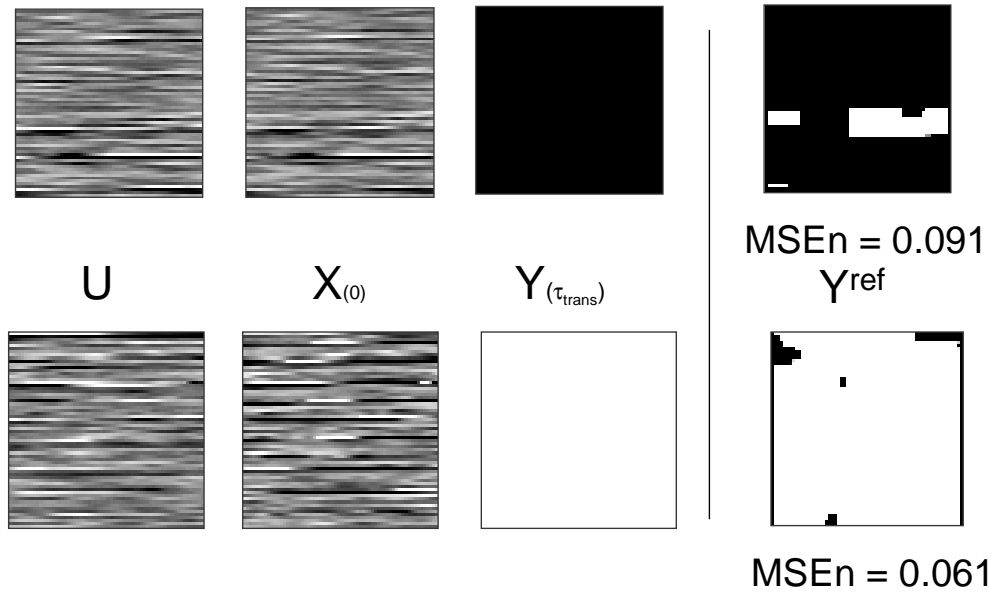 MSEn = 0.091
U X(0) Y(τtrans) Yref
MSEn = 0.061